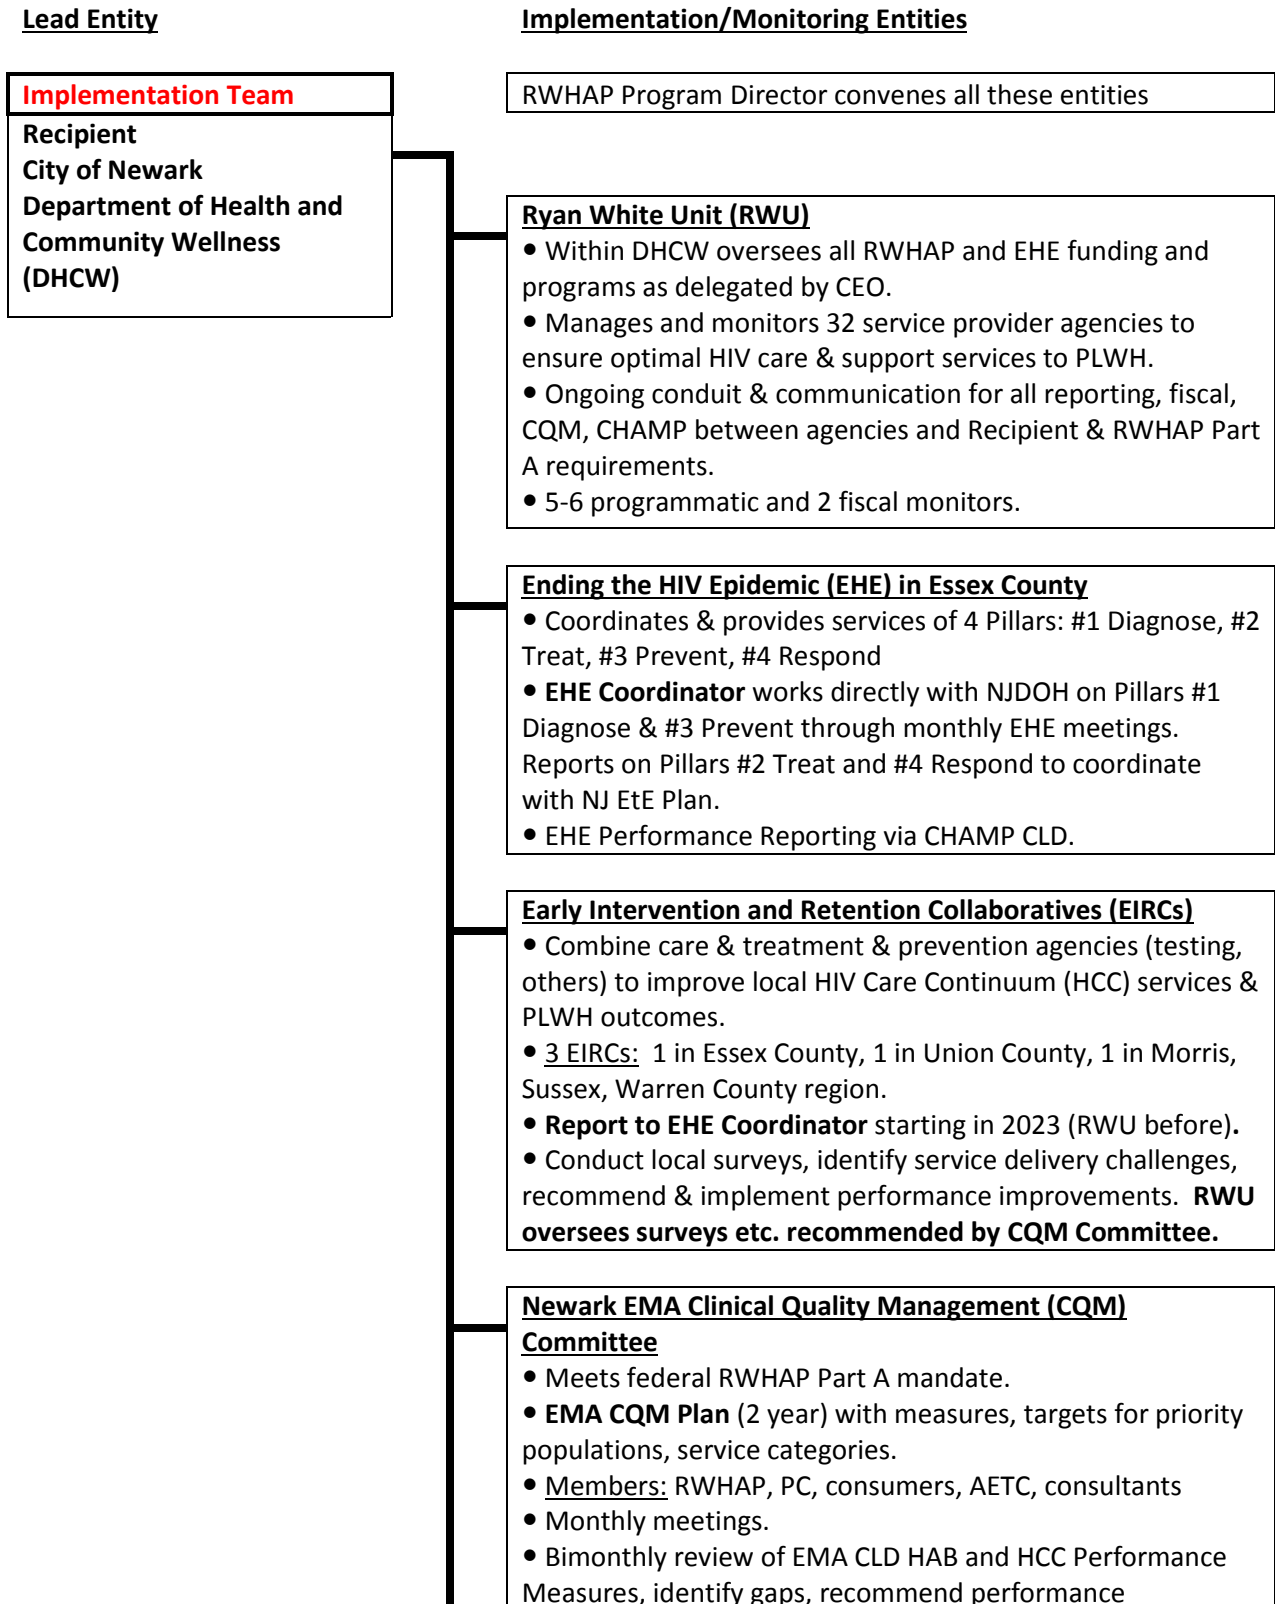 Lead Entity
Implementation/Monitoring Entities
Implementation Team
Recipient
City of Newark
Department of Health and
Community Wellness
(DHCW)
RWHAP Program Director convenes all these entities
Ryan White Unit (RWU)
• Within DHCW oversees all RWHAP and EHE funding and
programs as delegated by CEO.
• Manages and monitors 32 service provider agencies to
ensure optimal HIV care & support services to PLWH.
• Ongoing conduit & communication for all reporting, fiscal,
CQM, CHAMP between agencies and Recipient & RWHAP Part
A requirements.
• 5-6 programmatic and 2 fiscal monitors.
Ending the HIV Epidemic (EHE) in Essex County
• Coordinates & provides services of 4 Pillars: #1 Diagnose, #2
Treat, #3 Prevent, #4 Respond
• EHE Coordinator works directly with NJDOH on Pillars #1
Diagnose & #3 Prevent through monthly EHE meetings.
Reports on Pillars #2 Treat and #4 Respond to coordinate
with NJ EtE Plan.
• EHE Performance Reporting via CHAMP CLD.
Early Intervention and Retention Collaboratives (EIRCs)
• Combine care & treatment & prevention agencies (testing,
others) to improve local HIV Care Continuum (HCC) services &
PLWH outcomes.
• 3 EIRCs:  1 in Essex County, 1 in Union County, 1 in Morris,
Sussex, Warren County region.
• Report to EHE Coordinator starting in 2023 (RWU before).
• Conduct local surveys, identify service delivery challenges,
recommend & implement performance improvements.  RWU
oversees surveys etc. recommended by CQM Committee.
Newark EMA Clinical Quality Management (CQM)
Committee
• Meets federal RWHAP Part A mandate.
• EMA CQM Plan (2 year) with measures, targets for priority
populations, service categories.
• Members: RWHAP, PC, consumers, AETC, consultants
• Monthly meetings.
• Bimonthly review of EMA CLD HAB and HCC Performance
Measures, identify gaps, recommend performance